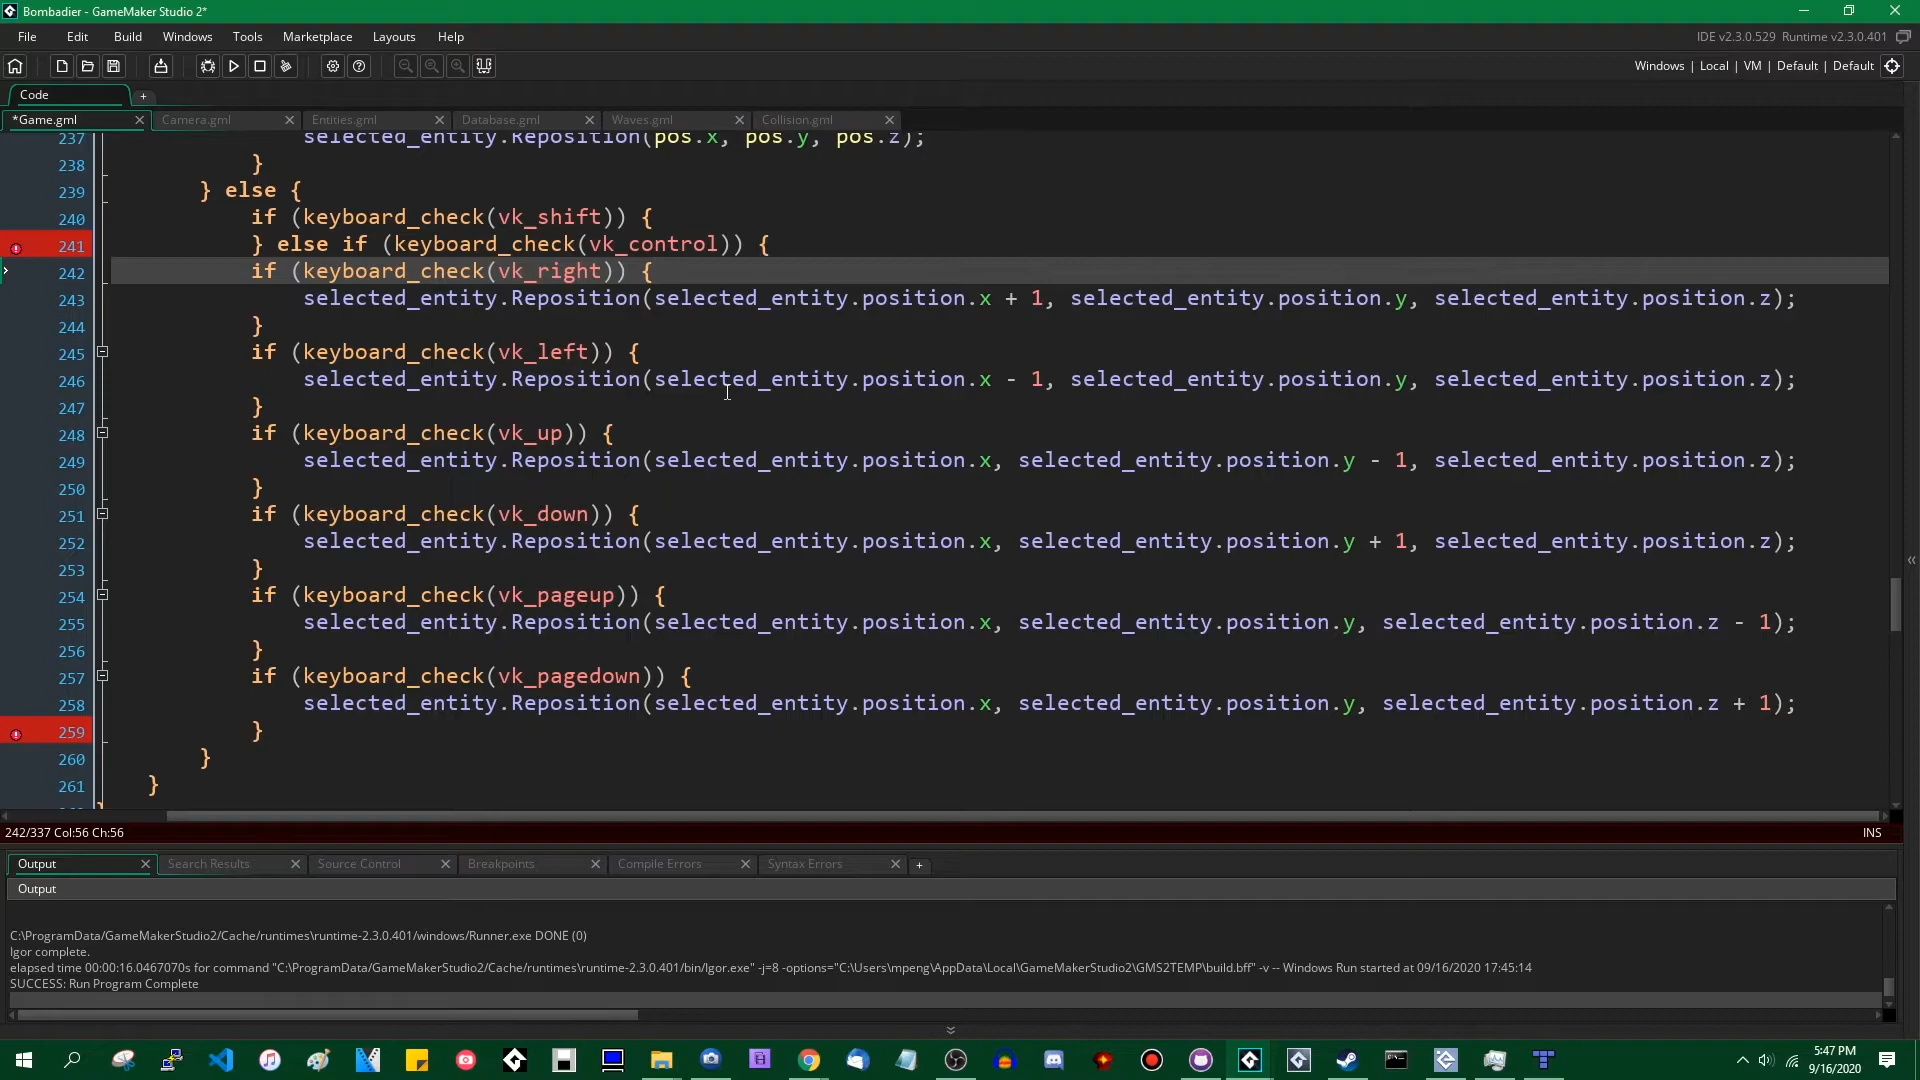 Bombadier - GameMaker Studio 2*
File Edit Build Windows Tools Marketplace Layouts Help
IDE v2.3.0.529 Runtime v2.3.0.401
Windows | Local | VM | Default | Default
Code
*Game.gml Camera.gml Entities.gml Database.gml Waves.gml Collision.gml
237 selected_entity.Reposition(pos.x, pos.y, pos.z);
238 }
239 } else {
240 if (keyboard_check(vk_shift)) {
241 } else if (keyboard_check(vk_control)) {
242 if (keyboard_check(vk_right)) {
243 selected_entity.Reposition(selected_entity.position.x + 1, selected_entity.position.y, selected_entity.position.z);
244 }
245 if (keyboard_check(vk_left)) {
246 selected_entity.Reposition(selected_entity.position.x - 1, selected_entity.position.y, selected_entity.position.z);
247 }
248 if (keyboard_check(vk_up)) {
249 selected_entity.Reposition(selected_entity.position.x, selected_entity.position.y - 1, selected_entity.position.z);
250 }
251 if (keyboard_check(vk_down)) {
252 selected_entity.Reposition(selected_entity.position.x, selected_entity.position.y + 1, selected_entity.position.z);
253 }
254 if (keyboard_check(vk_pageup)) {
255 selected_entity.Reposition(selected_entity.position.x, selected_entity.position.y, selected_entity.position.z - 1);
256 }
257 if (keyboard_check(vk_pagedown)) {
258 selected_entity.Reposition(selected_entity.position.x, selected_entity.position.y, selected_entity.position.z + 1);
259 }
260 }
261 }
242/337 Col:56 Ch:56 INS
Output Search Results Source Control Breakpoints Compile Errors Syntax Errors
Output
C:\ProgramData/GameMakerStudio2/Cache/runtimes\runtime-2.3.0.401/windows/Runner.exe DONE (0)
Igor complete.
elapsed time 00:00:16.0467070s for command "C:\ProgramData/GameMakerStudio2/Cache/runtimes\runtime-2.3.0.401/bin/Igor.exe" -j=8 -options="C:\Users\mpeng\AppData\Local\GameMakerStudio2\GMS2TEMP\build.bff" -v -- Windows Run started at 09/16/2020 17:45:14
SUCCESS: Run Program Complete
5:47 PM
9/16/2020